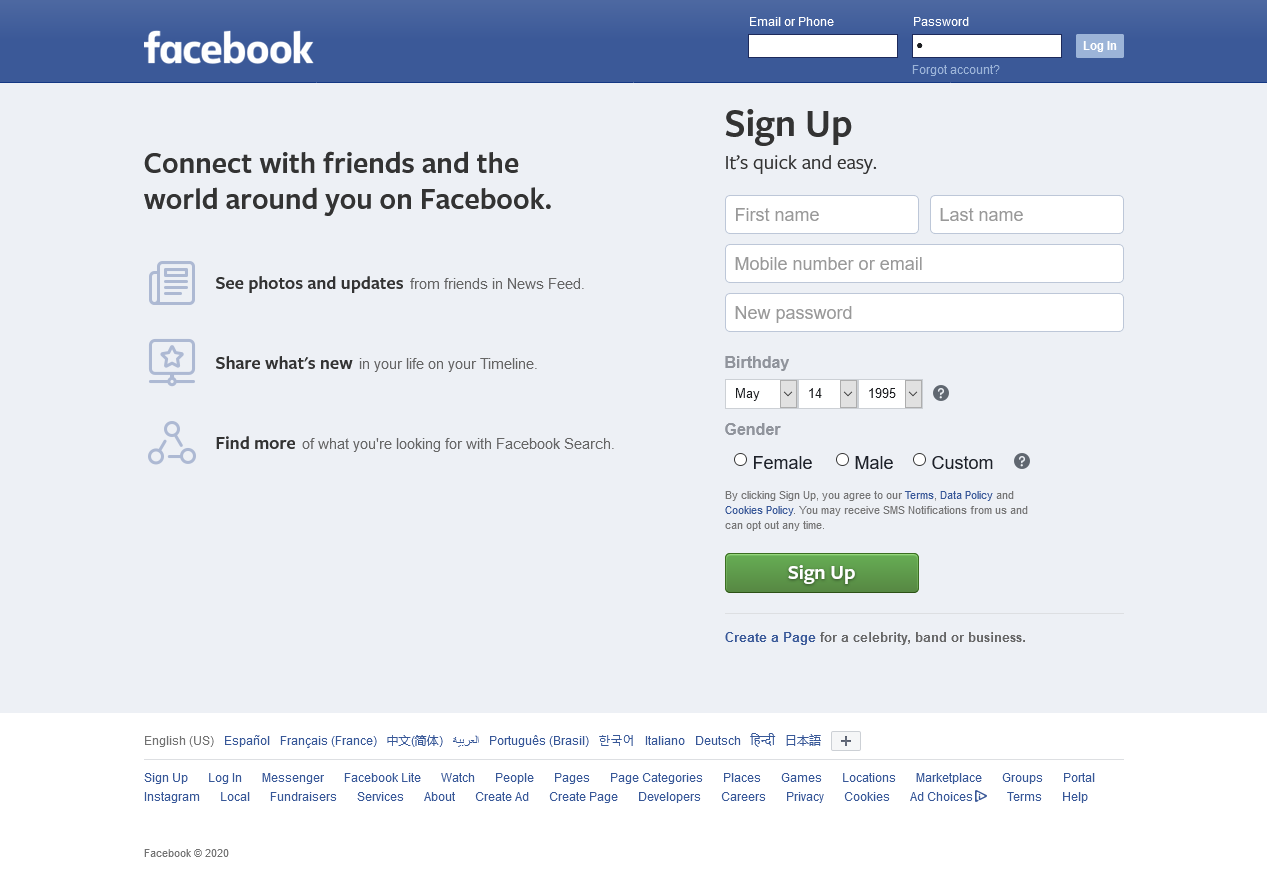 facebook
Email or Phone
Password
Log In
Forgot account?
Connect with friends and the
world around you on Facebook.
See photos and updates from friends in News Feed.
Share what's new in your life on your Timeline.
Find more of what you're looking for with Facebook Search.
Sign Up
It's quick and easy.
First name Last name
Mobile number or email
New password
Birthday
May 14 1995 ?
Gender
Female Male Custom ?
By clicking Sign Up, you agree to our Terms, Data Policy and
Cookies Policy. You may receive SMS Notifications from us and
can opt out any time.
Sign Up
Create a Page for a celebrity, band or business.
English (US) Español Français (France) 中文(简体) العربية Português (Brasil) 한국어 Italiano Deutsch हिन्दी 日本語
Sign Up Log In Messenger Facebook Lite Watch People Pages Page Categories Places Games Locations Marketplace Groups Portal
Instagram Local Fundraisers Services About Create Ad Create Page Developers Careers Privacy Cookies Ad Choices Terms Help
Facebook © 2020